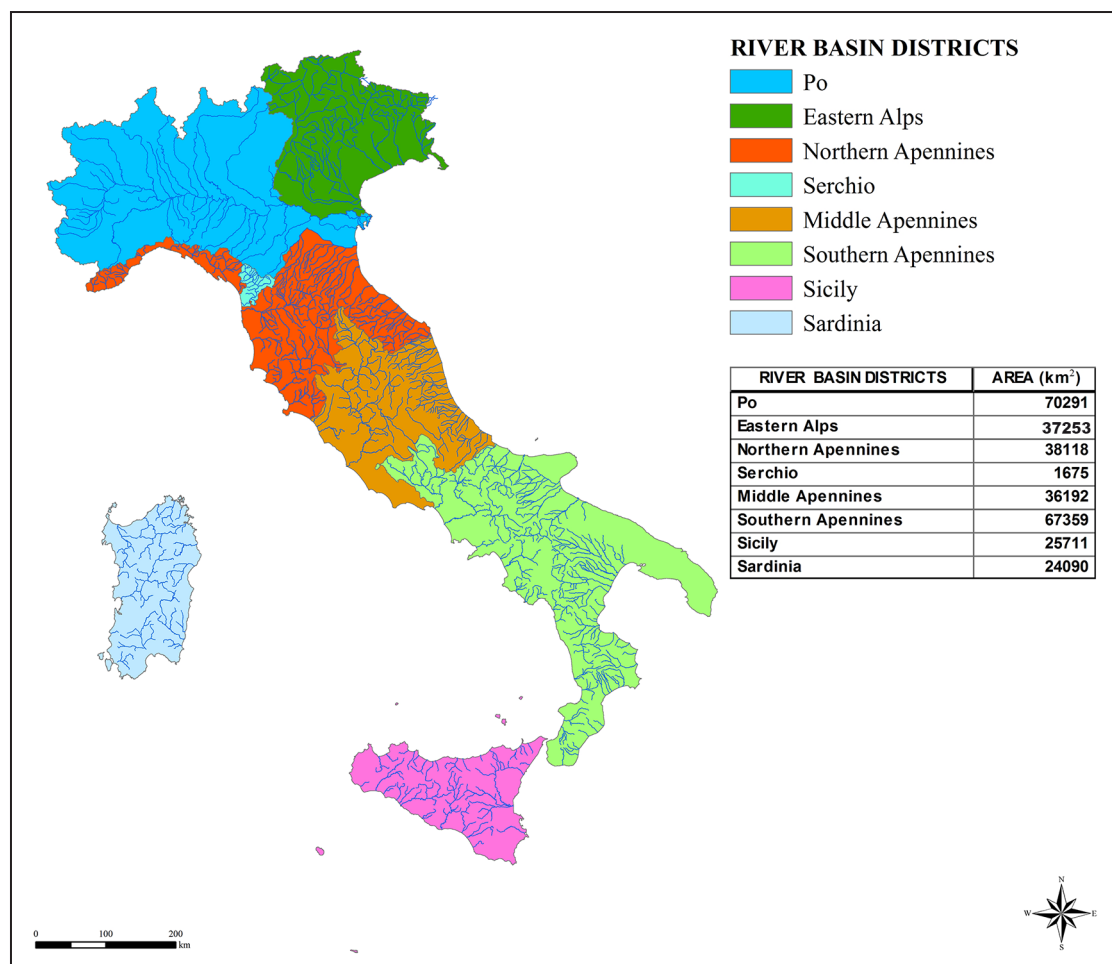 RIVER BASIN DISTRICTS
Po
Eastern Alps
Northern Apennines
Serchio
Middle Apennines
Southern Apennines
Sicily
Sardinia
RIVER BASIN DISTRICTS AREA (km²)
Po 70291
Eastern Alps 37253
Northern Apennines 38118
Serchio 1675
Middle Apennines 36192
Southern Apennines 67359
Sicily 25711
Sardinia 24090
N
W E
S
0 100 200
km